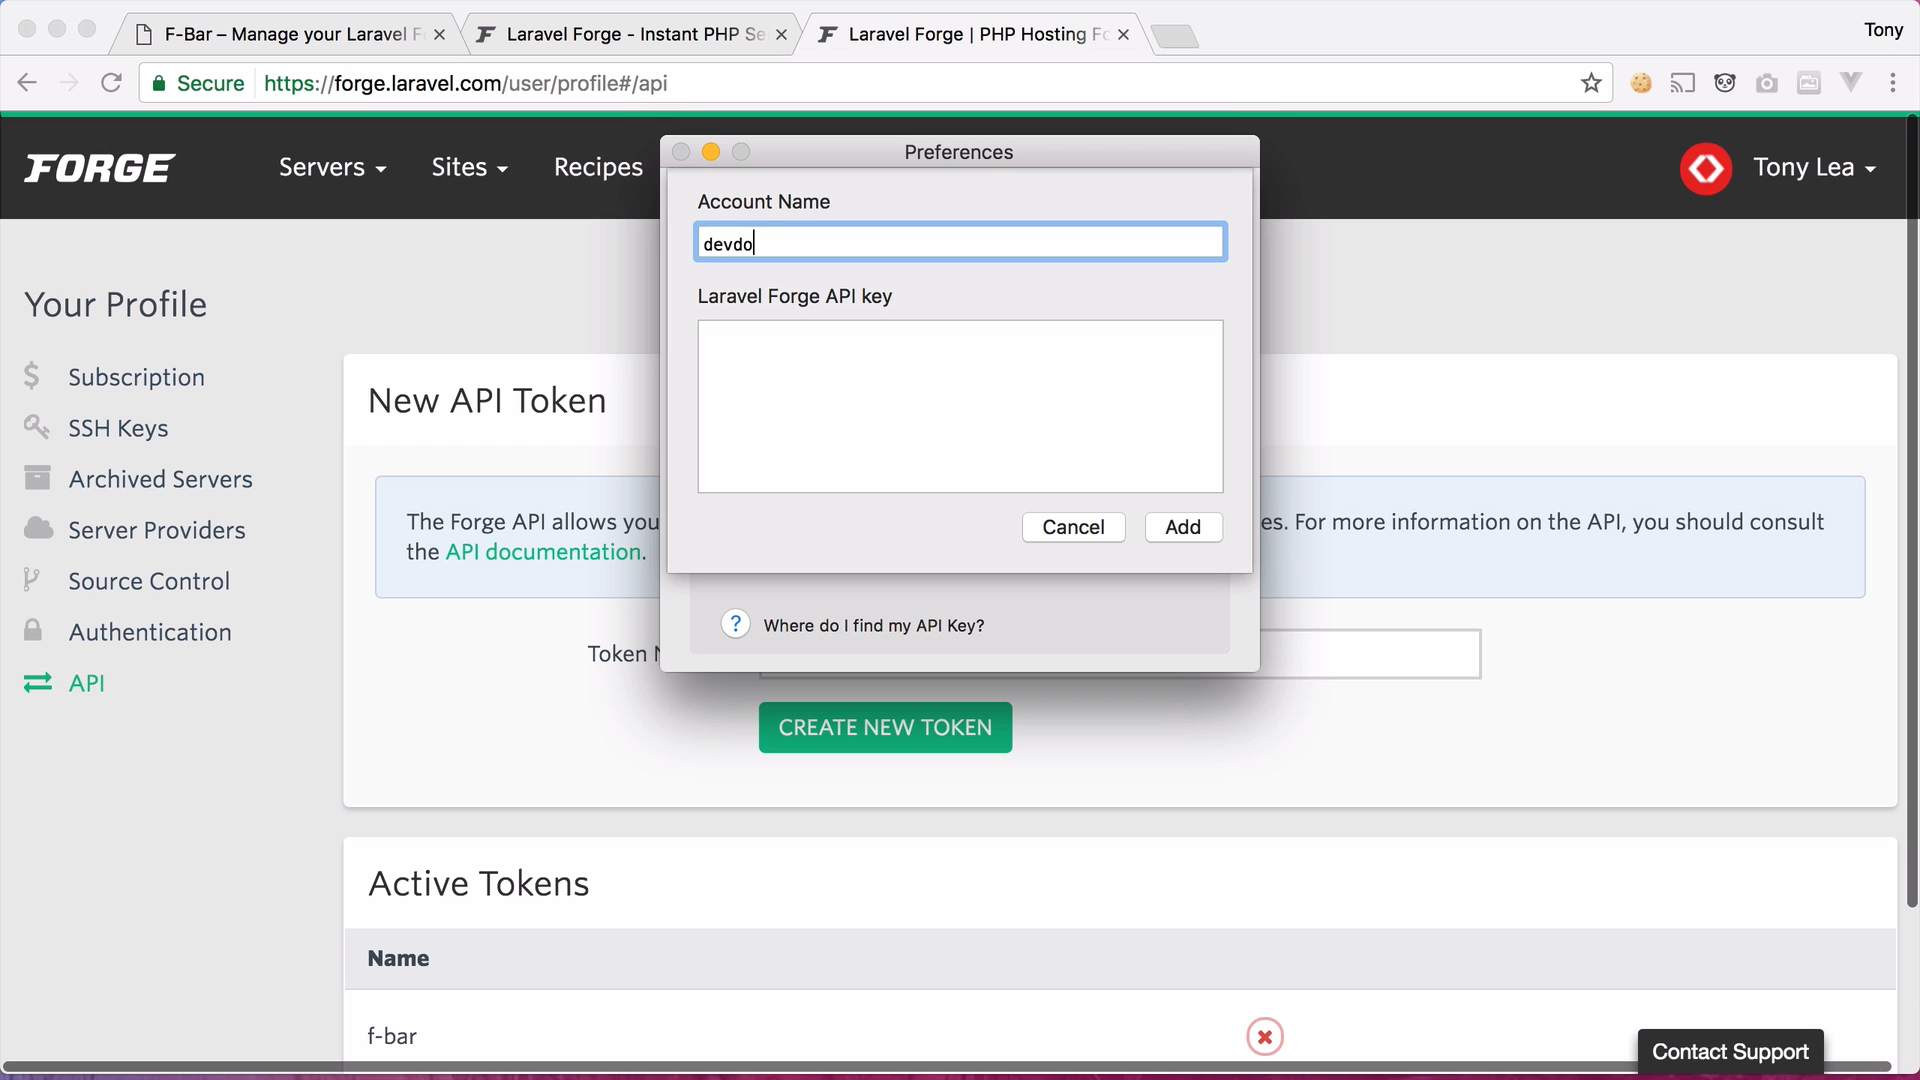 F-Bar – Manage your Laravel F
Laravel Forge - Instant PHP Se
Laravel Forge | PHP Hosting Fo
Tony
Secure
https://forge.laravel.com/user/profile#/api
FORGE
Servers
Sites
Recipes
Tony Lea
Preferences
Account Name
devdo
Laravel Forge API key
Cancel
Add
? Where do I find my API Key?
Your Profile
Subscription
SSH Keys
Archived Servers
Server Providers
Source Control
Authentication
API
New API Token
The Forge API allows you
es. For more information on the API, you should consult
the API documentation.
Token
CREATE NEW TOKEN
Active Tokens
Name
f-bar
Contact Support